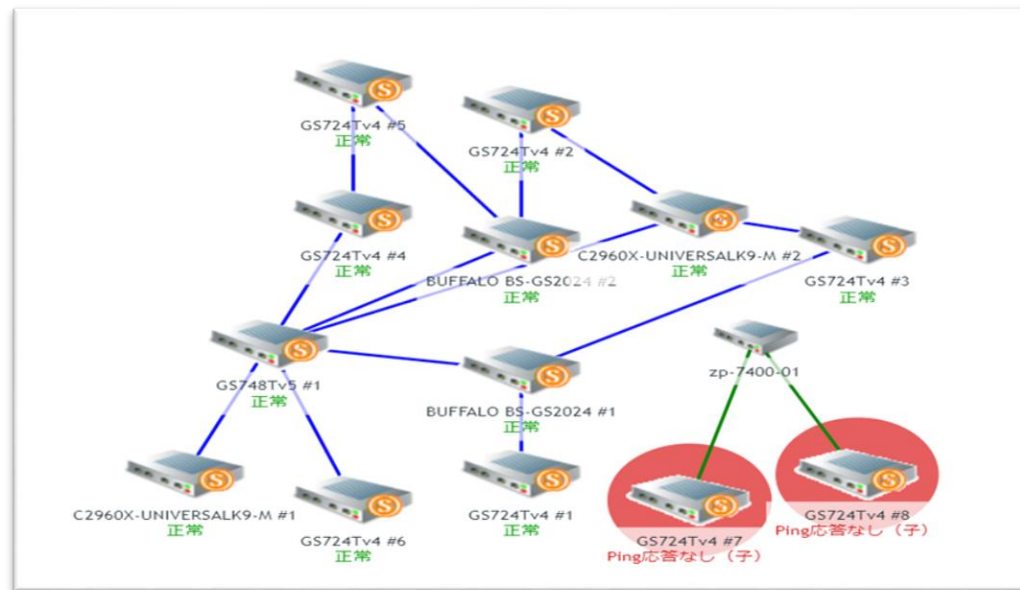 GS724Tv4 #5
正常
GS724Tv4 #2
正常
GS724Tv4 #4
正常
BUFFALO BS-GS2024 #2
正常
C2960X-UNIVERSALK9-M #2
正常
GS724Tv4 #3
正常
GS748Tv5 #1
正常
BUFFALO BS-GS2024 #1
正常
zp-7400-01
C2960X-UNIVERSALK9-M #1
正常
GS724Tv4 #6
正常
GS724Tv4 #1
正常
GS724Tv4 #7
Ping応答なし（子）
GS724Tv4 #8
Ping応答なし（子）